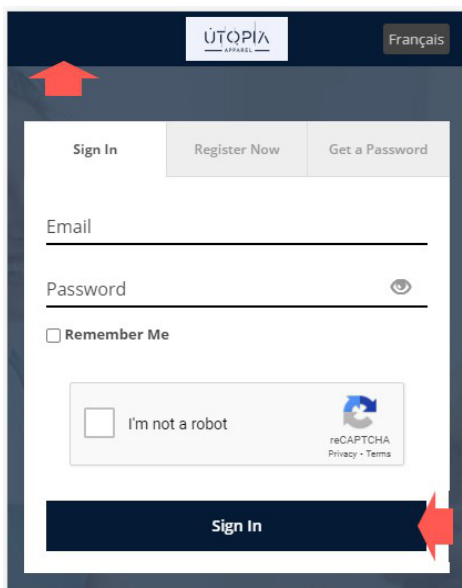 UTOPIA
APPAREL
Français
Sign In
Register Now
Get a Password
Email
Password
Remember Me
I'm not a robot
reCAPTCHA
Privacy - Terms
Sign In